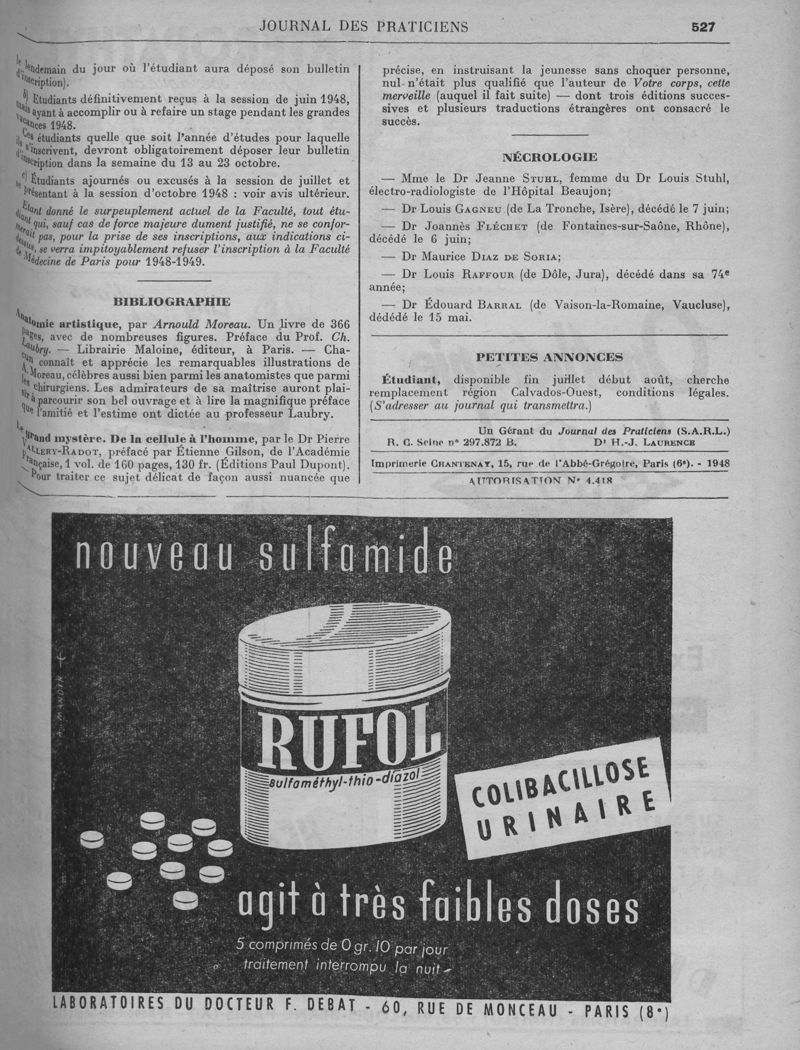 JOURNAL DES PRATICIENS 527
le lendemain du jour où l'étudiant aura déposé son bulletin
d'inscription).
b) Etudiants définitivement reçus à la session de juin 1948,
mais ayant à accomplir ou à refaire un stage pendant les grandes
vacances 1948.
Ces étudiants quelle que soit l'année d'études pour laquelle
ils s'inscrivent, devront obligatoirement déposer leur bulletin
d'inscription dans la semaine du 13 au 23 octobre.
c) Étudiants ajournés ou excusés à la session de juillet et
se présentant à la session d'octobre 1948 : voir avis ultérieur.
Étant donné le surpeuplement actuel de la Faculté, tout étu-
diant qui, sauf cas de force majeure dument justifié, ne se confor-
merait pas, pour la prise de ses inscriptions, aux indications ci-
dessus, se verra impitoyablement refuser l'inscription à la Faculté
de Médecine de Paris pour 1948-1949.
BIBLIOGRAPHIE
Anatomie artistique, par Arnould Moreau. Un livre de 366
pages, avec de nombreuses figures. Préface du Prof. Ch.
Laubry. — Librairie Maloine, éditeur, à Paris. — Cha-
cun connaît et apprécie les remarquables illustrations de
A. Moreau, célèbres aussi bien parmi les anatomistes que parmi
les chirurgiens. Les admirateurs de sa maîtrise auront plai-
sir à parcourir son bel ouvrage et à lire la magnifique préface
que l'amitié et l'estime ont dictée au professeur Laubry.
Le grand mystère. De la cellule à l'homme, par le Dr Pierre
VALLERY-RADOT, préfacé par Étienne Gilson, de l'Académie
française, 1 vol. de 160 pages, 130 fr. (Éditions Paul Dupont).
Pour traiter ce sujet délicat de façon aussi nuancée que
précise, en instruisant la jeunesse sans choquer personne,
nul n'était plus qualifié que l'auteur de Votre corps, cette
merveille (auquel il fait suite) — dont trois éditions succes-
sives et plusieurs traductions étrangères ont consacré le
succès.
NÉCROLOGIE
— Mme le Dr Jeanne STUHL, femme du Dr Louis Stuhl,
électro-radiologiste de l'Hôpital Beaujon;
— Dr Louis GAGNEU (de La Tronche, Isère), décédé le 7 juin;
— Dr Joannès FLÉCHET (de Fontaines-sur-Saône, Rhône),
décédé le 6 juin;
— Dr Maurice DIAZ DE SORIA;
— Dr Louis RAFFOUR (de Dôle, Jura), décédé dans sa 74e
année;
— Dr Édouard BARRAL (de Vaison-la-Romaine, Vaucluse),
dédédé le 15 mai.
PETITES ANNONCES
Étudiant, disponible fin juillet début août, cherche
remplacement région Calvados-Ouest, conditions légales.
(S'adresser au journal qui transmettra.)
Un Gérant du Journal des Praticiens (S.A.R.L.)
R. C. Seine n° 297.872 B. Dr H.-J. LAURENCE
Imprimerie CHANTENAY, 15, rue de l'Abbé-Grégoire, Paris (6e). - 1948
AUTORISATION N° 4.418
nouveau sulfamide
RUFOL
sulfaméthyl-thio-diazol
COLIBACILLOSE
URINAIRE
agit à très faibles doses
5 comprimés de 0 gr. 10 par jour
traitement interrompu la nuit
LABORATOIRES DU DOCTEUR F. DEBAT - 60, RUE DE MONCEAU - PARIS (8e)